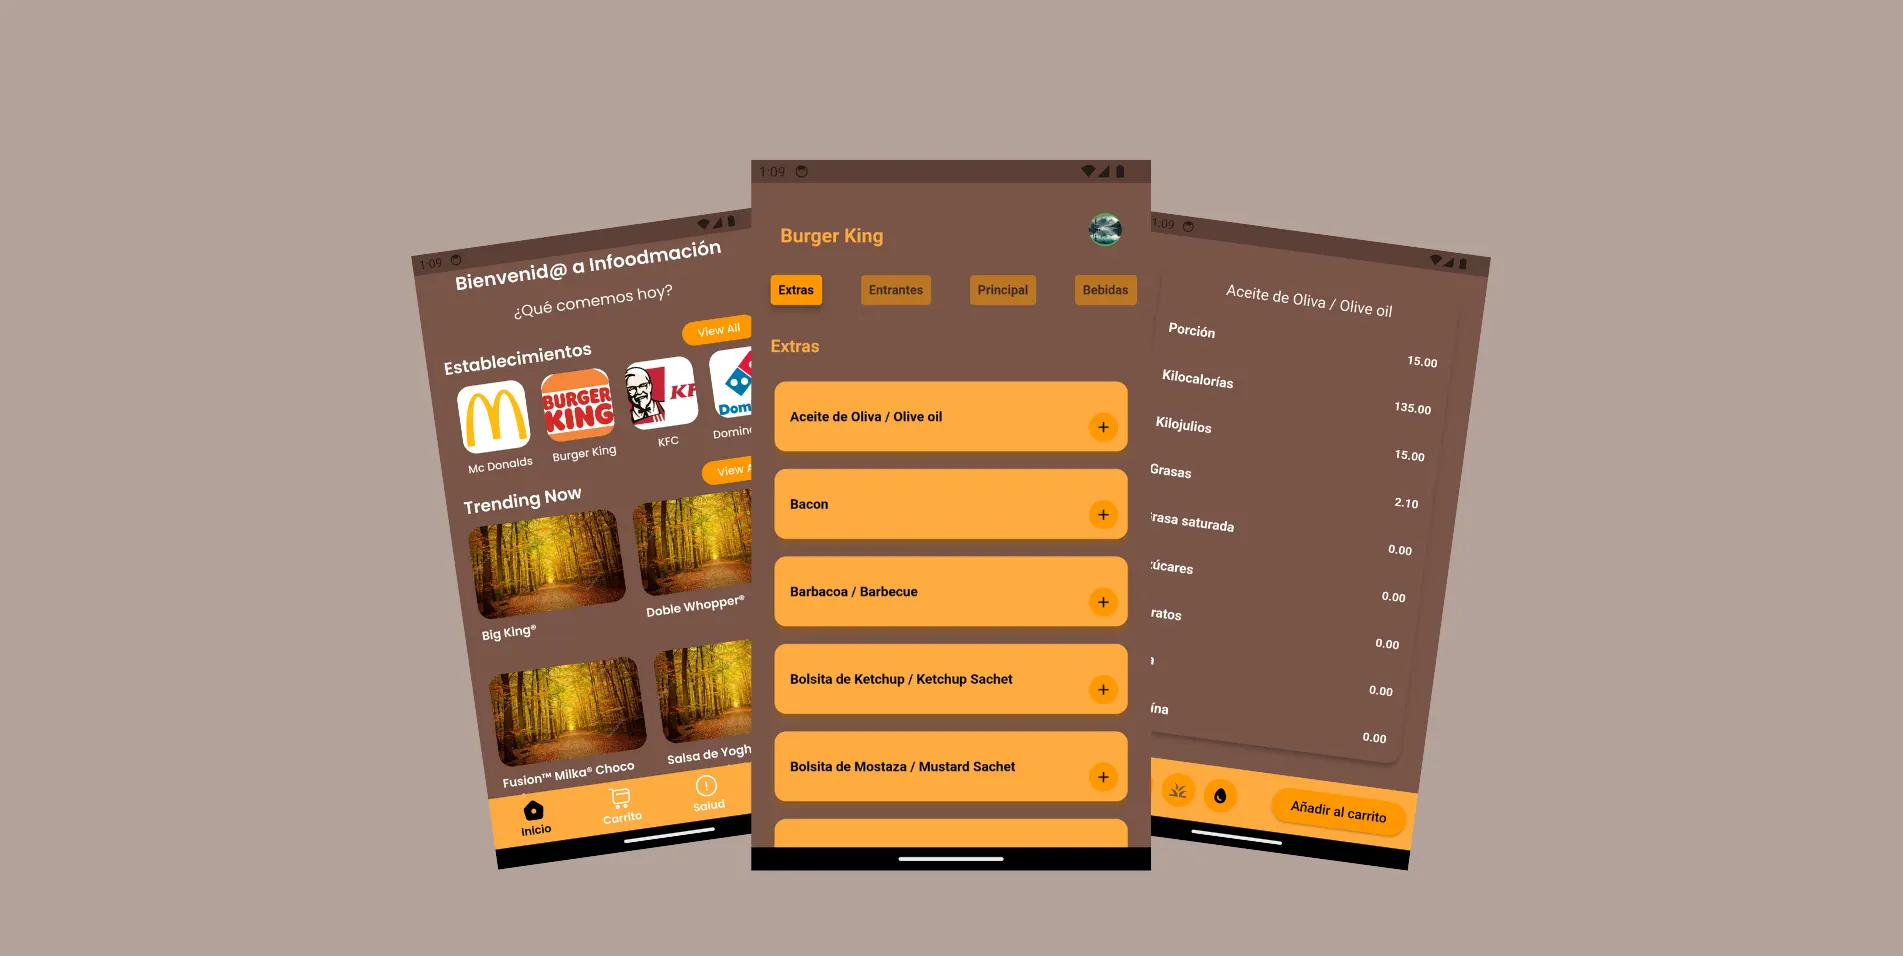 1:09
Bienvenid@ a Infoodmación
¿Qué comemos hoy?
View All
Establecimientos
BURGER
KING
KF
Dom
Mc Donalds
Burger King
KFC
Domino
View A
Trending Now
Big King®
Doble Whopper®
Fusion™ Milka® Choco
Salsa de Yogh
Inicio
Carrito
Salud
1:09
Burger King
Extras
Entrantes
Principal
Bebidas
Extras
Aceite de Oliva / Olive oil
+
Bacon
+
Barbacoa / Barbecue
+
Bolsita de Ketchup / Ketchup Sachet
+
Bolsita de Mostaza / Mustard Sachet
+
1:09
Aceite de Oliva / Olive oil
Porción
15.00
Kilocalorías
135.00
Kilojulios
15.00
Grasas
2.10
rasa saturada
0.00
úcares
0.00
ratos
0.00
a
0.00
ína
0.00
Añadir al carrito